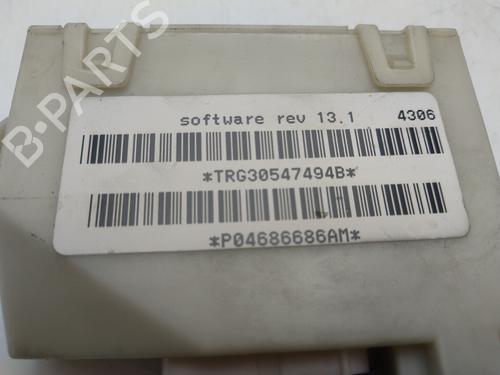 B-PARTS
software rev 13.1 4306
*TRG30547494B*
*P04686686AM*